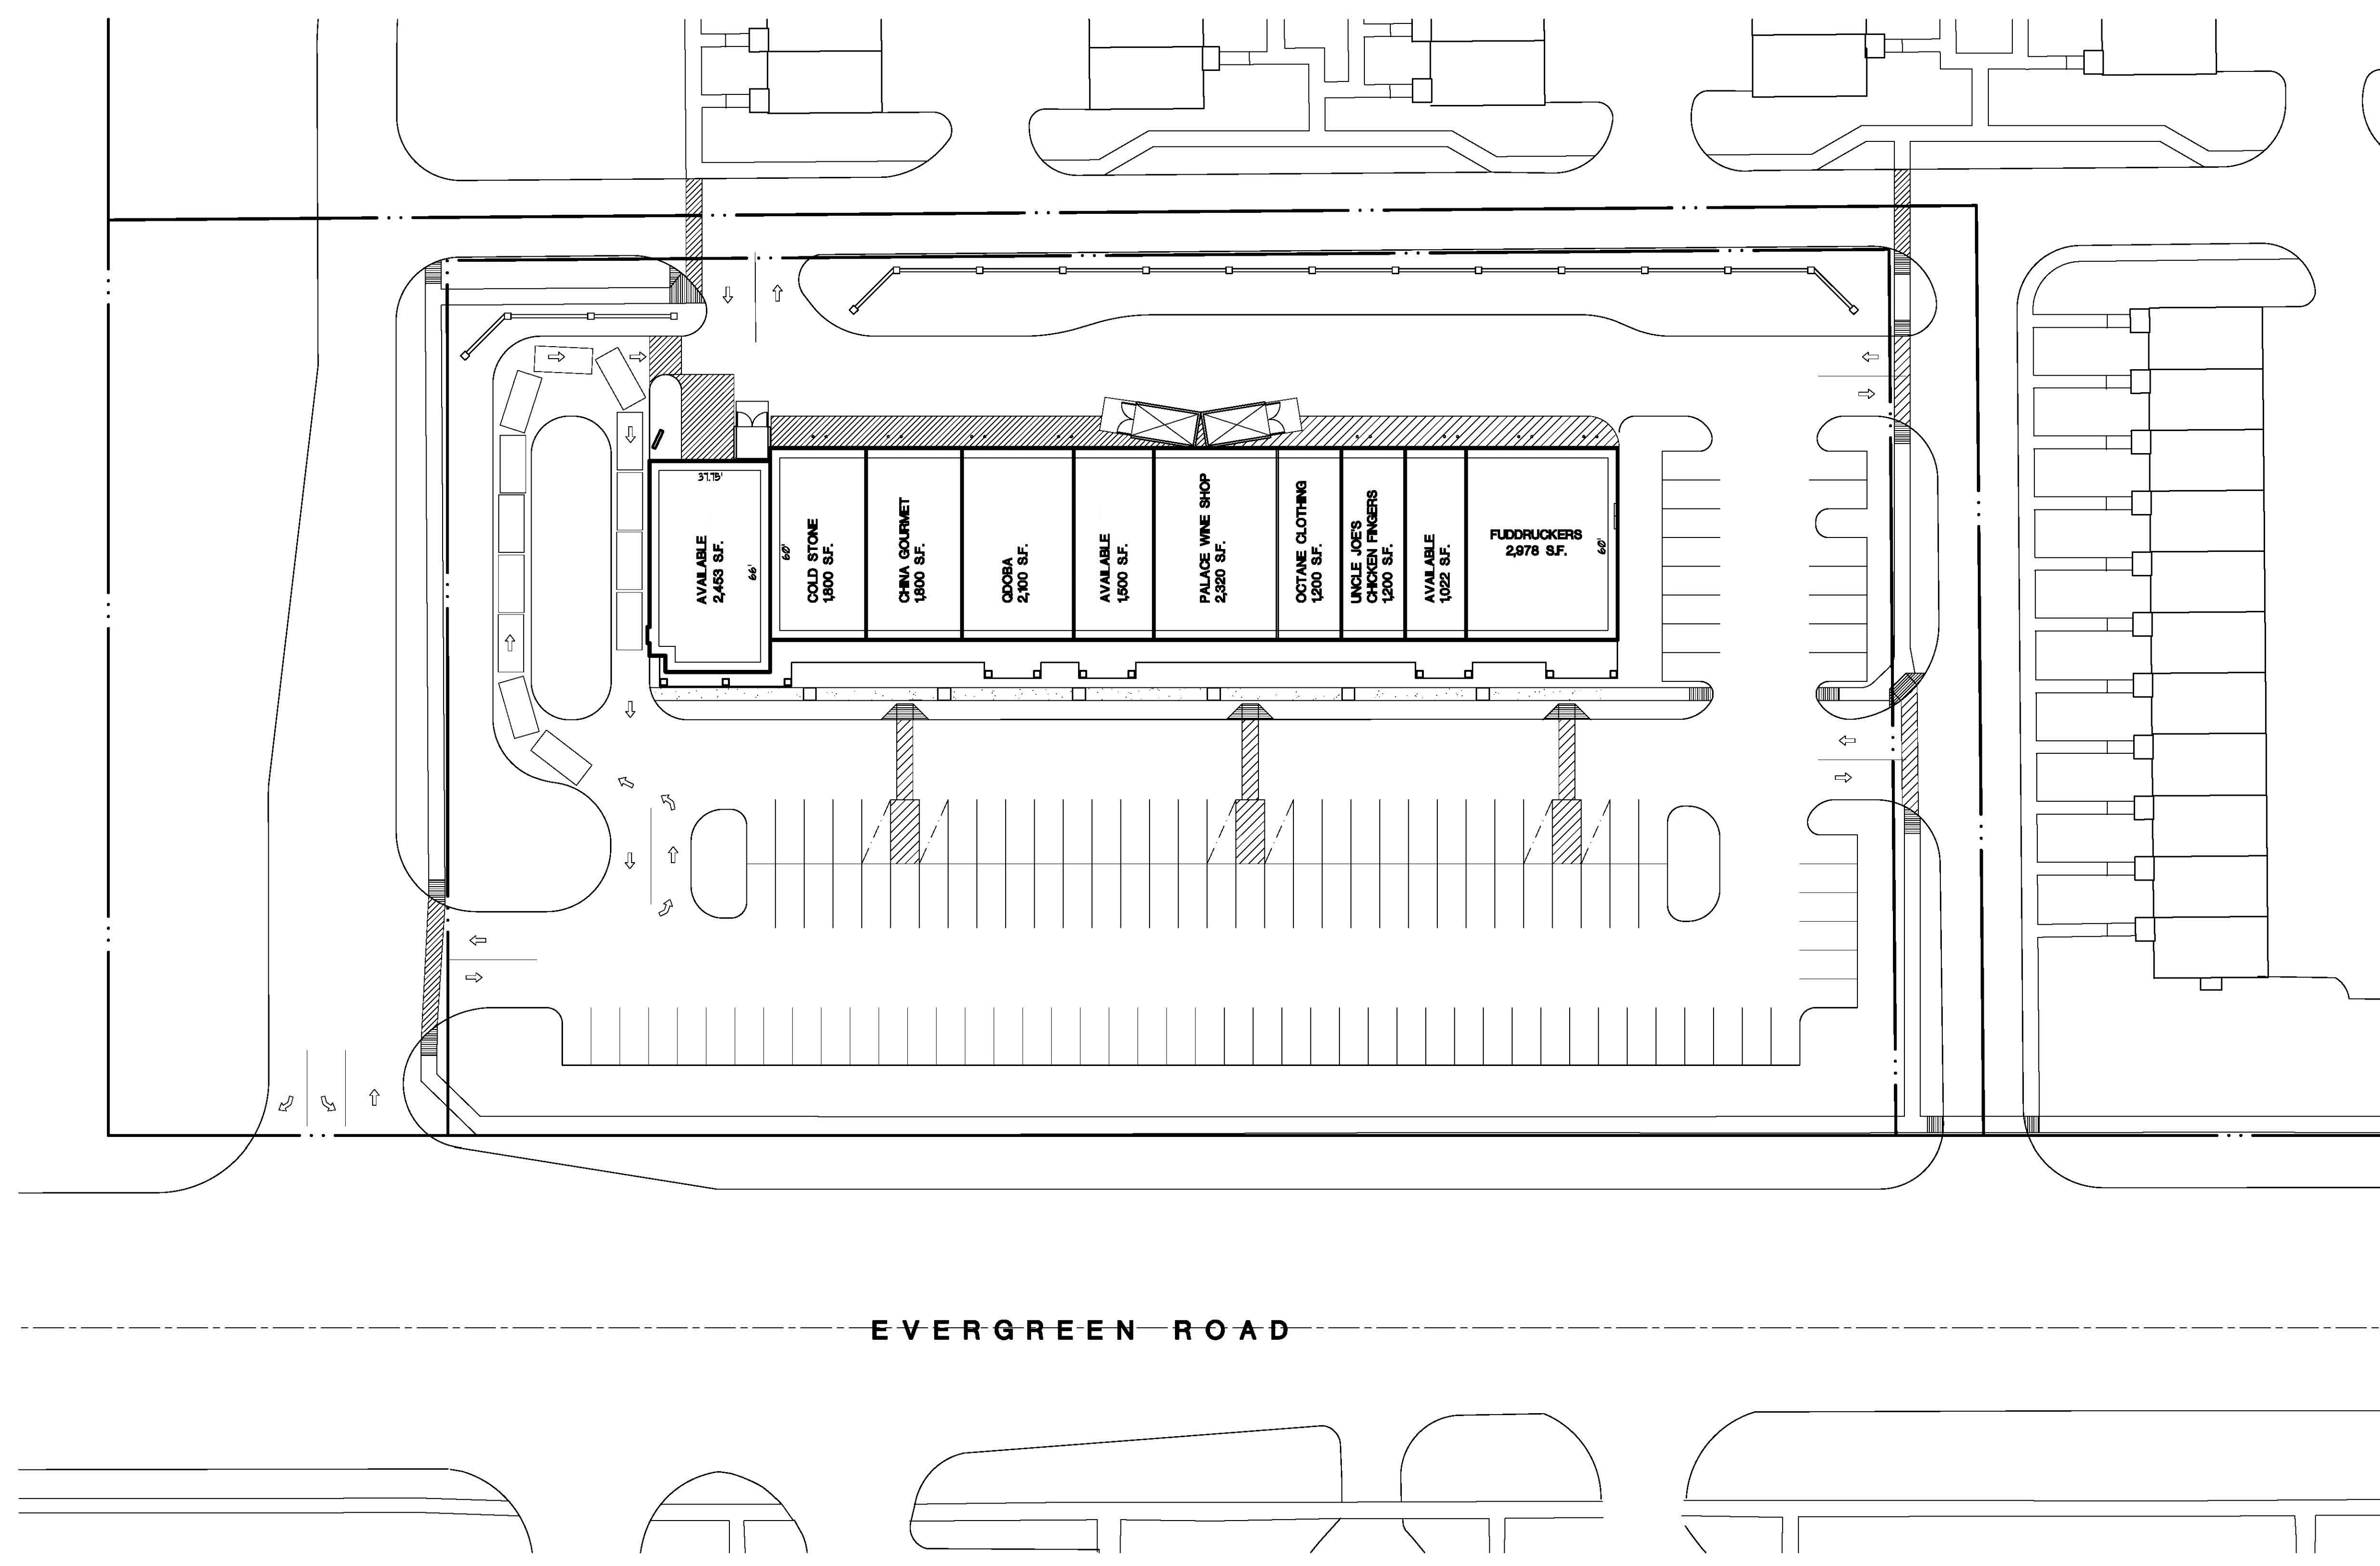 37.75'
AVAILABLE
2,453 S.F.
66'
60'
COLD STONE
1,800 S.F.
CHINA GOURMET
1,800 S.F.
QDOBA
2,100 S.F.
AVAILABLE
1,500 S.F.
PALACE WINE SHOP
2,320 S.F.
OCTANE CLOTHING
1,200 S.F.
UNCLE JOE'S
CHICKEN FINGERS
1,200 S.F.
AVAILABLE
1,022 S.F.
FUDDRUCKERS
2,978 S.F.
60'
EVERGREEN ROAD